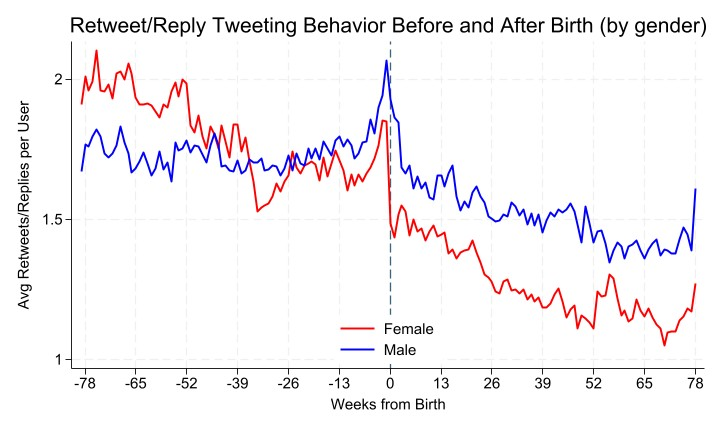 Retweet/Reply Tweeting Behavior Before and After Birth (by gender)
Avg Retweets/Replies per User
2
1.5
1
Female
Male
-78 -65 -52 -39 -26 -13 0 13 26 39 52 65 78
Weeks from Birth